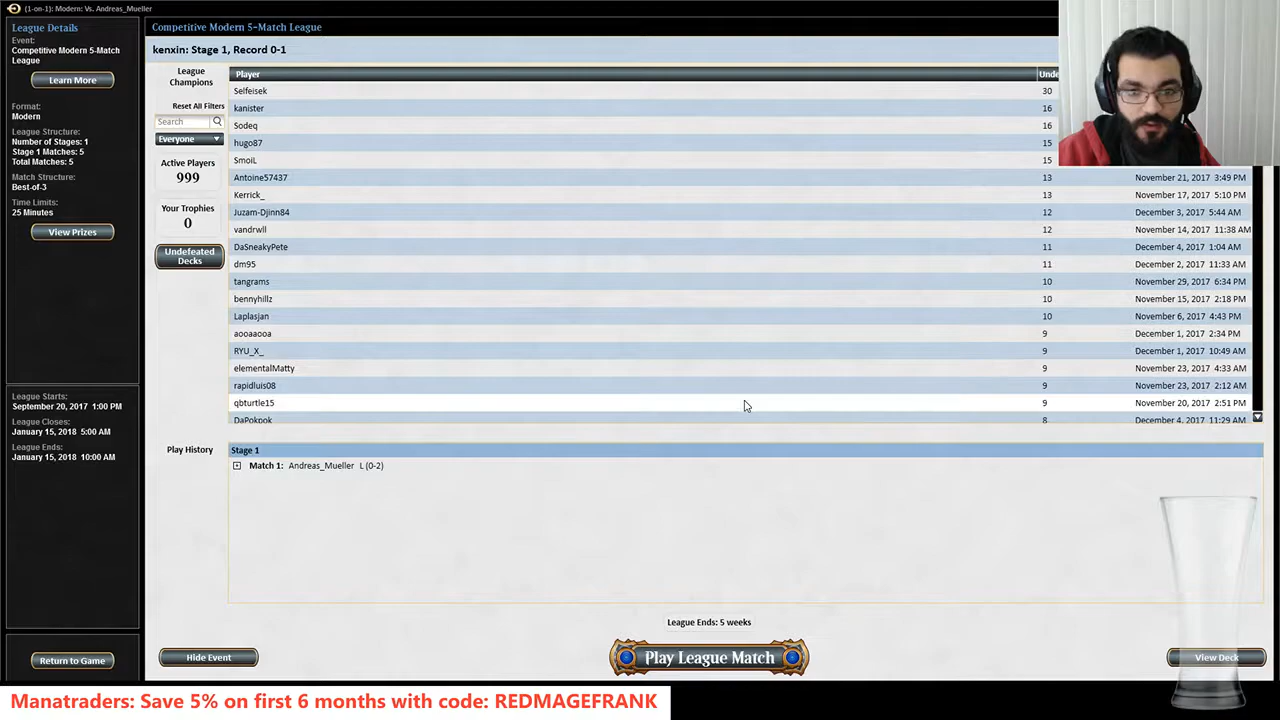 (1-on-1): Modern: Vs. Andreas_Mueller
League Details
Event:
Competitive Modern 5-Match
League
Learn More
Format:
Modern
League Structure:
Number of Stages: 1
Stage 1 Matches: 5
Total Matches: 5
Match Structure:
Best-of-3
Time Limits:
25 Minutes
View Prizes
League Starts:
September 20, 2017 1:00 PM
League Closes:
January 15, 2018 5:00 AM
League Ends:
January 15, 2018 10:00 AM
Return to Game
Competitive Modern 5-Match League
kenxin: Stage 1, Record 0-1
League
Champions
Reset All Filters
Search
Everyone
Active Players
999
Your Trophies
0
Undefeated
Decks
Player Unde
Selfeisek 30
kanister 16
Sodeq 16
hugo87 15
SmoiL 15
Antoine57437 13 November 21, 2017 3:49 PM
Kerrick_ 13 November 17, 2017 5:10 PM
Juzam-Djinn84 12 December 3, 2017 5:44 AM
vandrwll 12 November 14, 2017 11:38 AM
DaSneakyPete 11 December 4, 2017 1:04 AM
dm95 11 December 2, 2017 11:33 AM
tangrams 10 November 29, 2017 6:34 PM
bennyhillz 10 November 15, 2017 2:18 PM
Laplasjan 10 November 6, 2017 4:43 PM
aooaaooa 9 December 1, 2017 2:34 PM
RYU_X_ 9 December 1, 2017 10:49 AM
elementalMatty 9 November 23, 2017 4:33 AM
rapidluis08 9 November 23, 2017 2:12 AM
qbturtle15 9 November 20, 2017 2:51 PM
DaPokpok 8 December 4, 2017 11:29 AM
Play History
Stage 1
Match 1: Andreas_Mueller L (0-2)
League Ends: 5 weeks
Hide Event
Play League Match
View Deck
Manatraders: Save 5% on first 6 months with code: REDMAGEFRANK